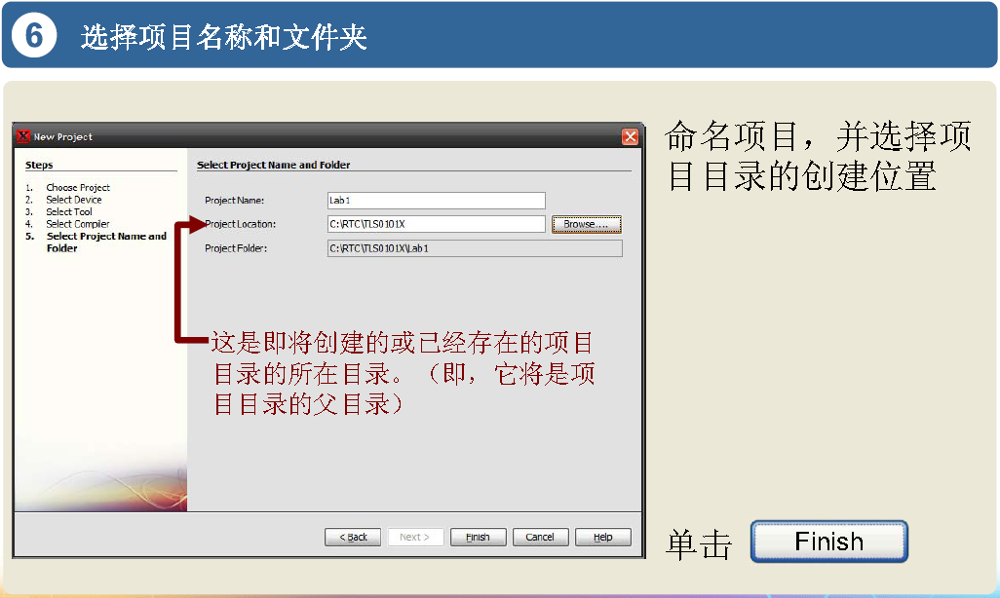 6 选择项目名称和文件夹
New Project
Steps
1. Choose Project
2. Select Device
3. Select Tool
4. Select Compiler
5. Select Project Name and
Folder
Select Project Name and Folder
Project Name: Lab1
Project Location: C:\RTC\TLS0101X Browse....
Project Folder: C:\RTC\TLS0101X\Lab1
这是即将创建的或已经存在的项目
目录的所在目录。（即，它将是项
目目录的父目录）
< Back Next > Finish Cancel Help
命名项目，并选择项
目目录的创建位置
单击 Finish